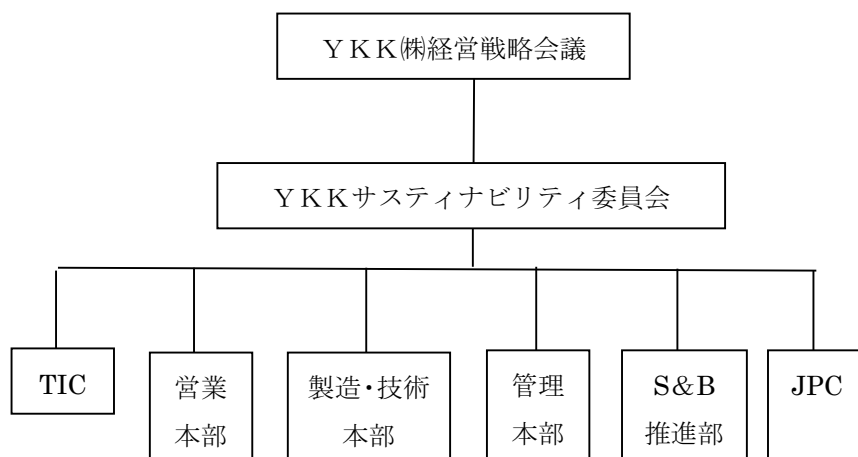 ＹＫＫ㈱経営戦略会議
ＹＫＫサスティナビリティ委員会
TIC
営業
本部
製造・技術
本部
管理
本部
S&B
推進部
JPC